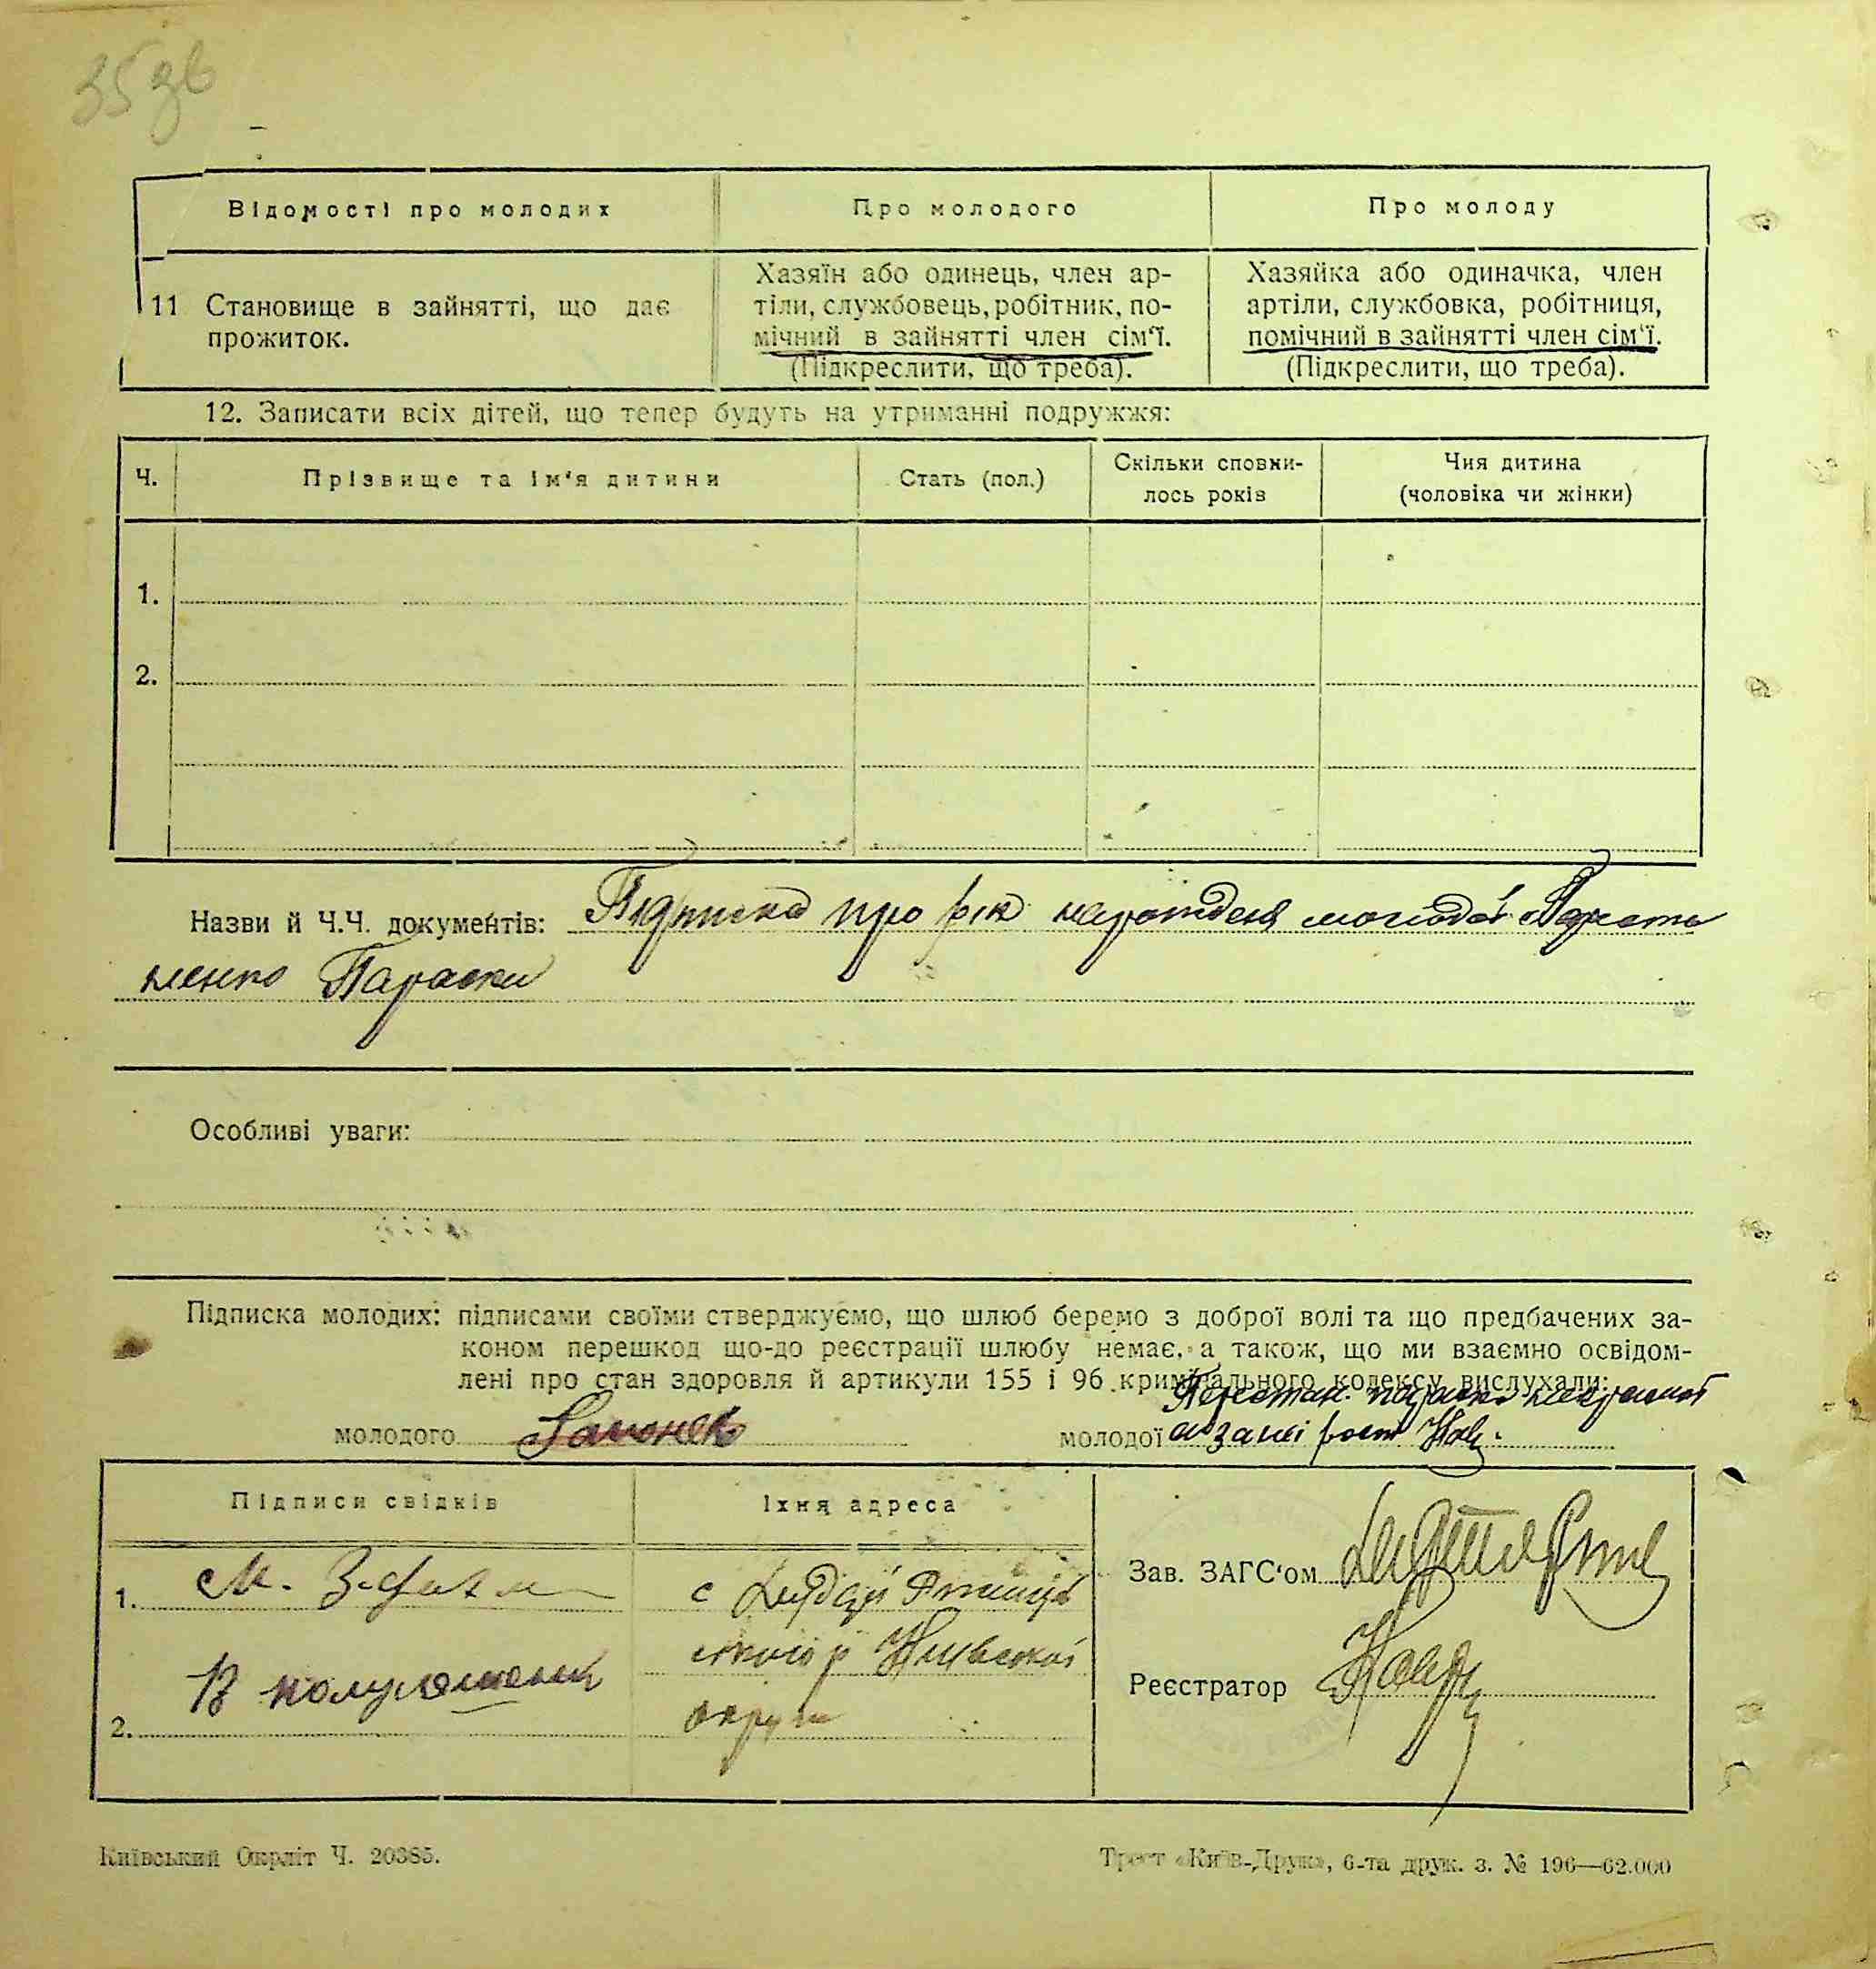 35 зв
Відомості про молодих
Про молодого
Про молоду
11 Становище в зайнятті, що дає
прожиток.
Хазяїн або одинець, член ар-
тіли, службовець, робітник, по-
мічний в зайнятті член сім'ї.
(Підкреслити, що треба).
Хазяйка або одиначка, член
артіли, службовка, робітниця,
помічний в зайнятті член сім'ї.
(Підкреслити, що треба).
12. Записати всіх дітей, що тепер будуть на утриманні подружжя:
Ч.
Прізвище та ім'я дитини
Стать (пол.)
Скільки сповни-
лось років
Чия дитина
(чоловіка чи жінки)
1.
2.
Назви й Ч.Ч. документів: Підписка про рік молодої
Параски
Особливі уваги:
Підписка молодих: підписами своїми стверджуємо, що шлюб беремо з доброї волі та що предбачених за-
коном перешкод що-до реєстрації шлюбу немає, а також, що ми взаємно освідом-
лені про стан здоровля й артикули 155 і 96 кримінального кодексу вислухали:
молодого
молодої
Підписи свідків
Їхня адреса
1. М.
с
р Київської
В
2.
округи
Зав. ЗАГС'ом
Реєстратор
Київський Окрліт Ч. 20385.
Трест «Київ-Друк», 6-та друк. з. № 196—62.000